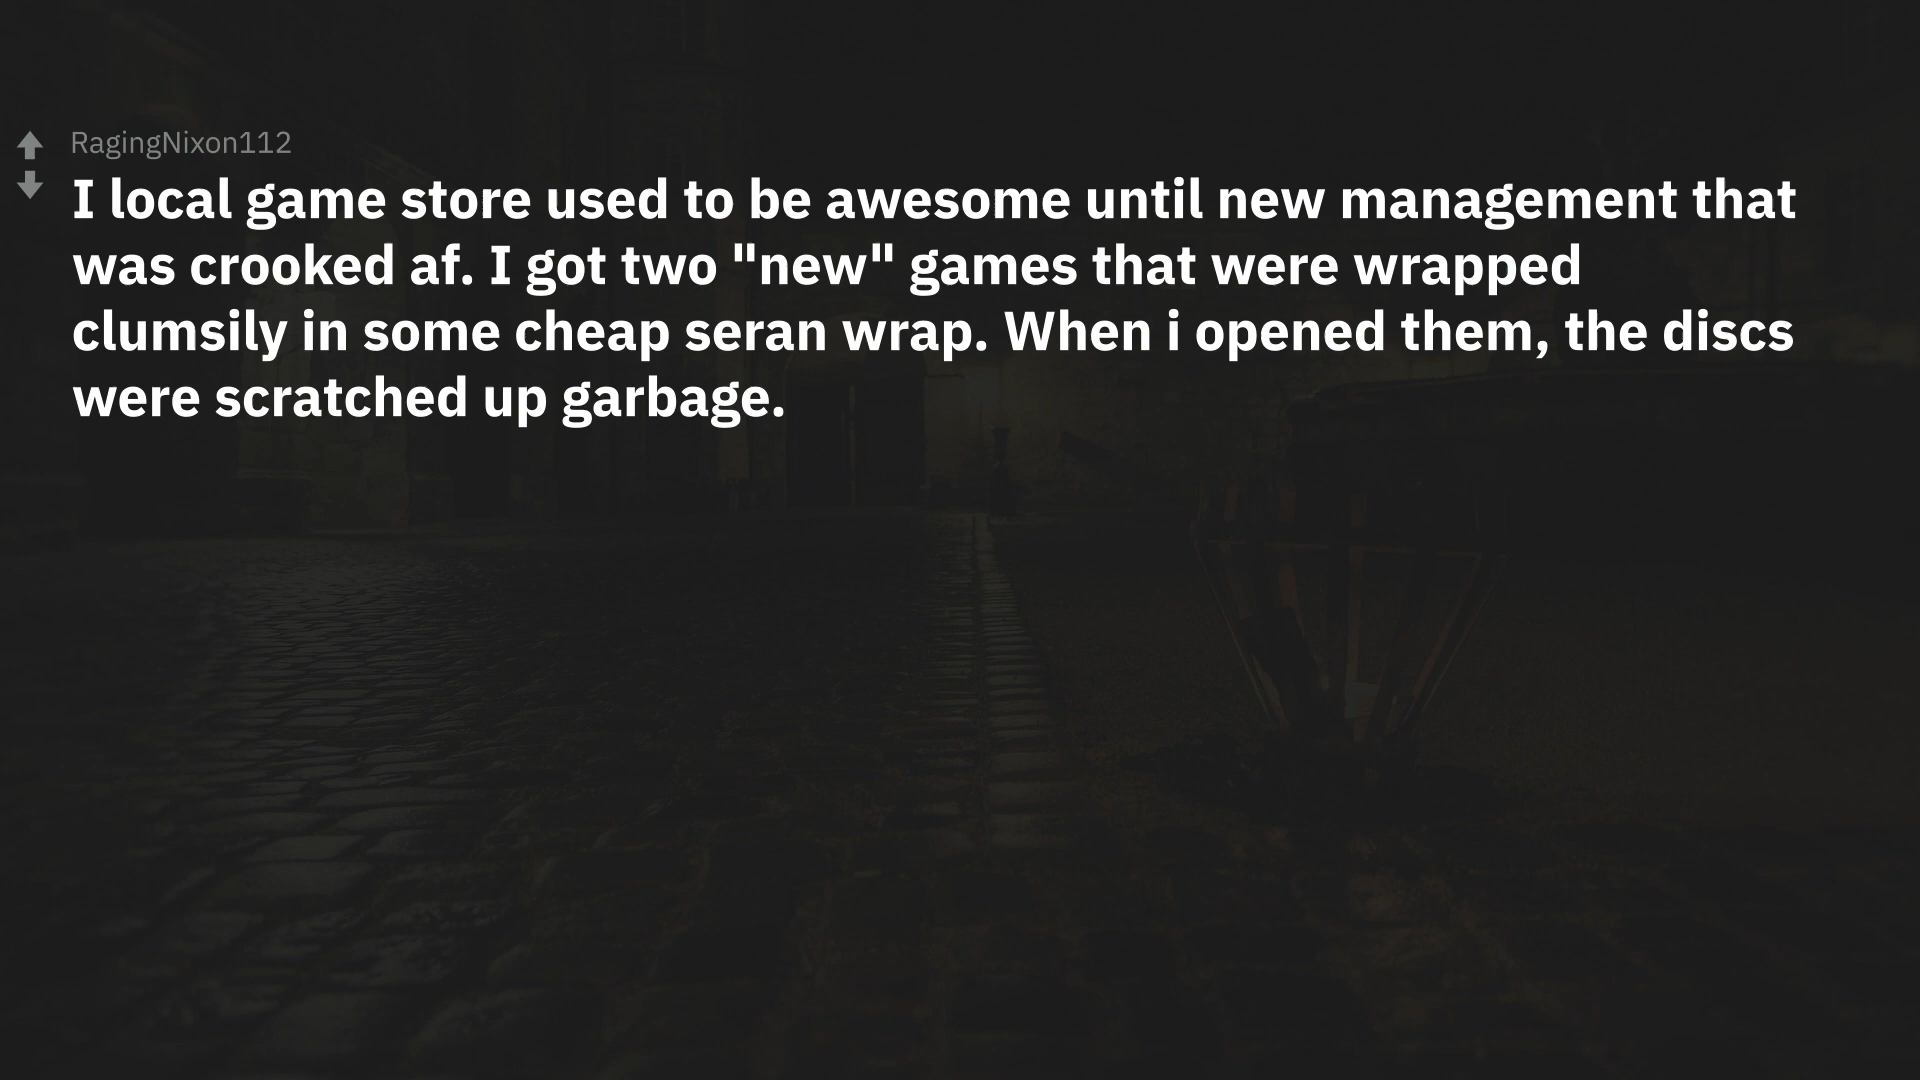 RagingNixon112
I local game store used to be awesome until new management that
was crooked af. I got two "new" games that were wrapped
clumsily in some cheap seran wrap. When i opened them, the discs
were scratched up garbage.